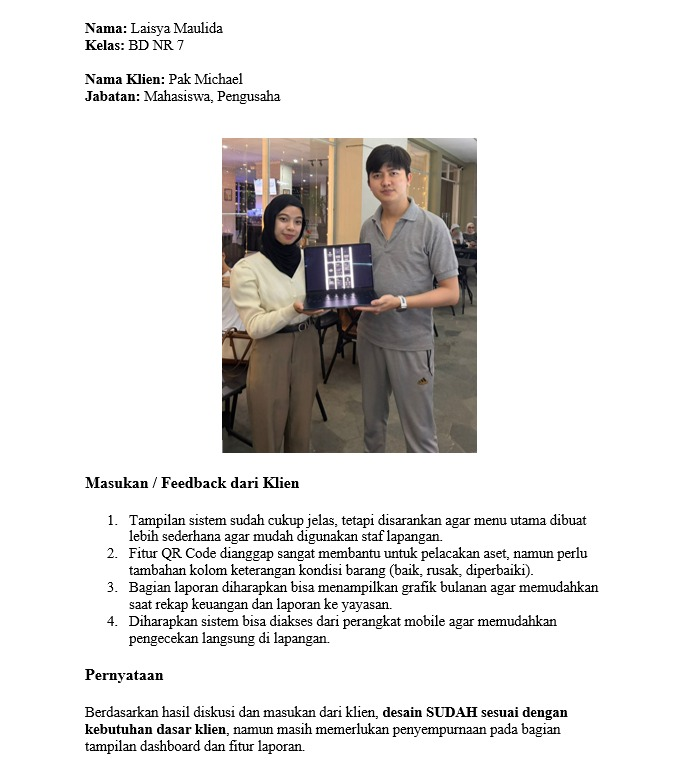 Nama: Laisya Maulida
Kelas: BD NR 7
Nama Klien: Pak Michael
Jabatan: Mahasiswa, Pengusaha
Masukan / Feedback dari Klien
1. Tampilan sistem sudah cukup jelas, tetapi disarankan agar menu utama dibuat
lebih sederhana agar mudah digunakan staf lapangan.
2. Fitur QR Code dianggap sangat membantu untuk pelacakan aset, namun perlu
tambahan kolom keterangan kondisi barang (baik, rusak, diperbaiki).
3. Bagian laporan diharapkan bisa menampilkan grafik bulanan agar memudahkan
saat rekap keuangan dan laporan ke yayasan.
4. Diharapkan sistem bisa diakses dari perangkat mobile agar memudahkan
pengecekan langsung di lapangan.
Pernyataan
Berdasarkan hasil diskusi dan masukan dari klien, desain SUDAH sesuai dengan
kebutuhan dasar klien, namun masih memerlukan penyempurnaan pada bagian
tampilan dashboard dan fitur laporan.